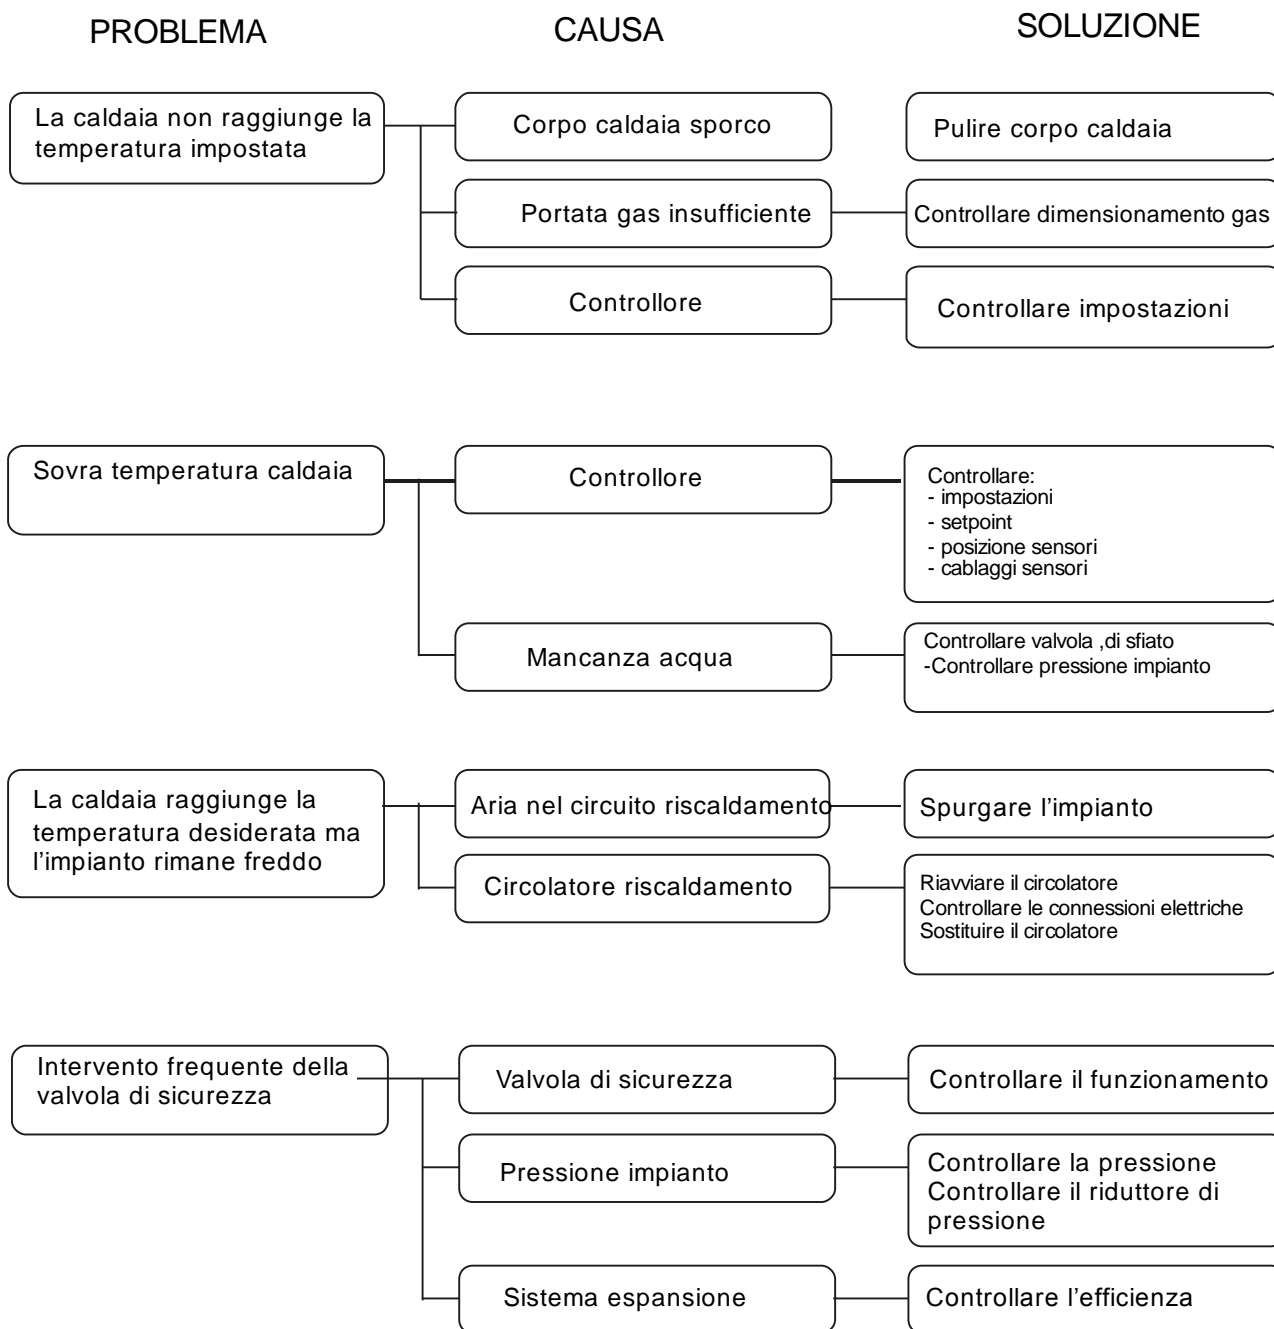 PROBLEMA
CAUSA
SOLUZIONE
La caldaia non raggiunge la
temperatura impostata
Corpo caldaia sporco
Pulire corpo caldaia
Portata gas insufficiente
Controllare dimensionamento gas
Controllore
Controllare impostazioni
Sovra temperatura caldaia
Controllore
Controllare:
- impostazioni
- setpoint
- posizione sensori
- cablaggi sensori
Mancanza acqua
Controllare valvola ,di sfiato
-Controllare pressione impianto
La caldaia raggiunge la
temperatura desiderata ma
l'impianto rimane freddo
Aria nel circuito riscaldamento
Spurgare l'impianto
Circolatore riscaldamento
Riavviare il circolatore
Controllare le connessioni elettriche
Sostituire il circolatore
Intervento frequente della
valvola di sicurezza
Valvola di sicurezza
Controllare il funzionamento
Pressione impianto
Controllare la pressione
Controllare il riduttore di
pressione
Sistema espansione
Controllare l'efficienza